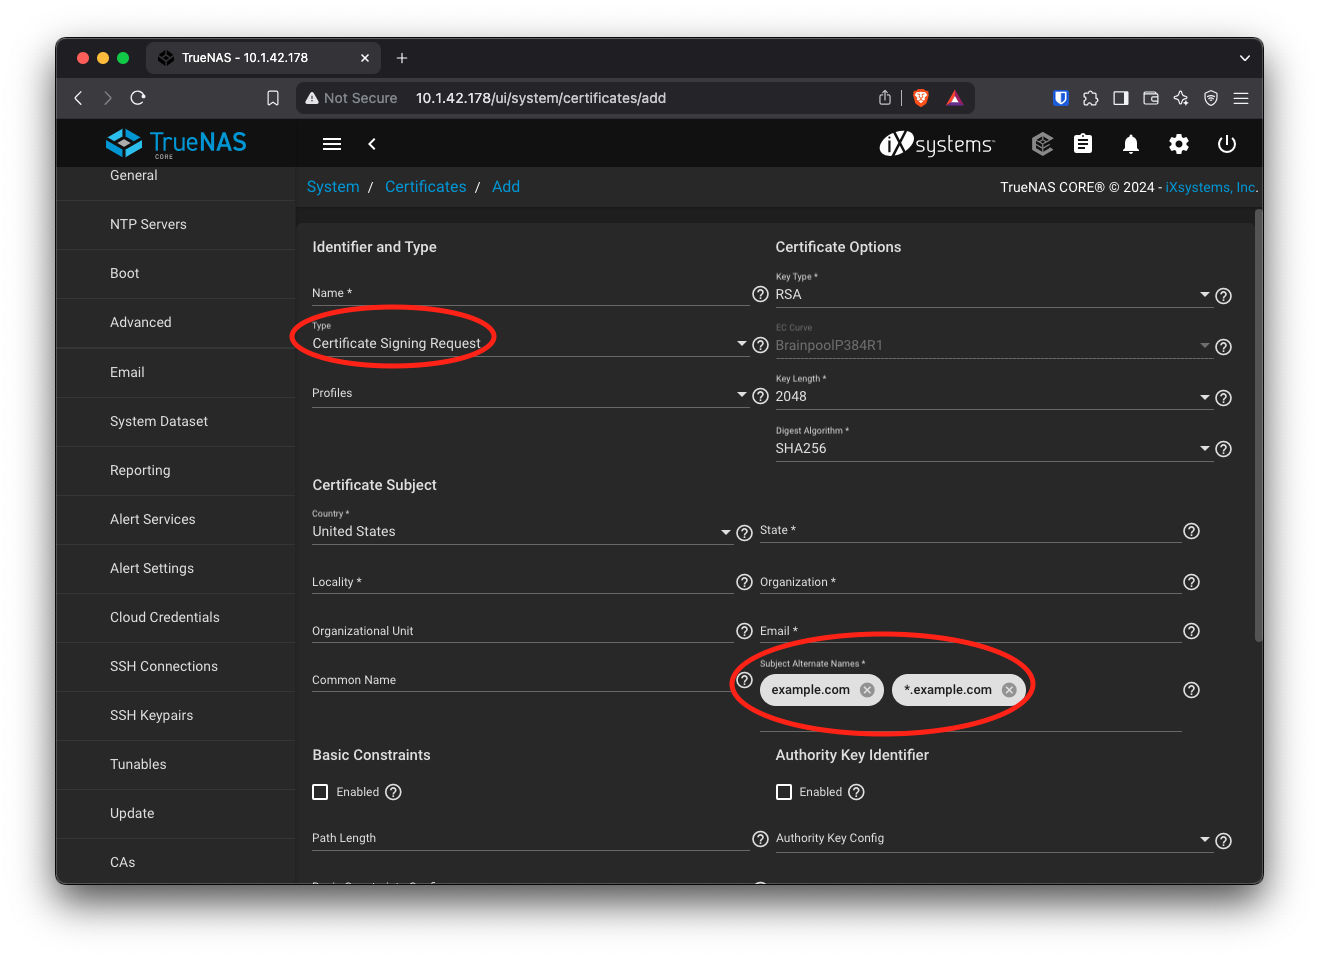 TrueNAS - 10.1.42.178
Not Secure 10.1.42.178/ui/system/certificates/add
TrueNAS
CORE
iXsystems
System / Certificates / Add
TrueNAS CORE® © 2024 - iXsystems, Inc.
General
NTP Servers
Boot
Advanced
Email
System Dataset
Reporting
Alert Services
Alert Settings
Cloud Credentials
SSH Connections
SSH Keypairs
Tunables
Update
CAs
Identifier and Type
Name *
Type
Certificate Signing Request
Profiles
Certificate Options
Key Type *
RSA
EC Curve
BrainpoolP384R1
Key Length *
2048
Digest Algorithm *
SHA256
Certificate Subject
Country *
United States
State *
Locality *
Organization *
Organizational Unit
Email *
Common Name
Subject Alternate Names *
example.com
*.example.com
Basic Constraints
Enabled
Path Length
Authority Key Identifier
Enabled
Authority Key Config